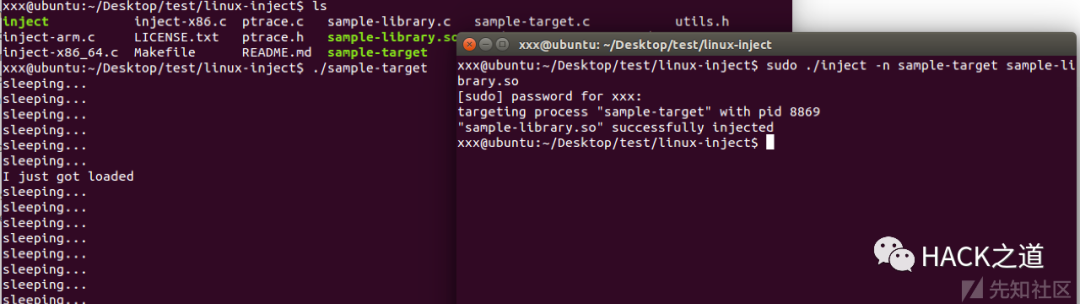 xxx@ubuntu:~/Desktop/test/linux-inject$ ls
inject inject-x86.c ptrace.c sample-library.c sample-target.c utils.h
inject-arm.c LICENSE.txt ptrace.h sample-library.so
inject-x86_64.c Makefile README.md sample-target
xxx@ubuntu:~/Desktop/test/linux-inject$ ./sample-target
sleeping...
sleeping...
sleeping...
sleeping...
sleeping...
sleeping...
I just got loaded
sleeping...
sleeping...
sleeping...
sleeping...
sleeping...
sleeping...
sleeping...
sleeping...
xxx@ubuntu: ~/Desktop/test/linux-inject
xxx@ubuntu:~/Desktop/test/linux-inject$ sudo ./inject -n sample-target sample-li
brary.so
[sudo] password for xxx:
targeting process "sample-target" with pid 8869
"sample-library.so" successfully injected
xxx@ubuntu:~/Desktop/test/linux-inject$
HACK之道
先知社区